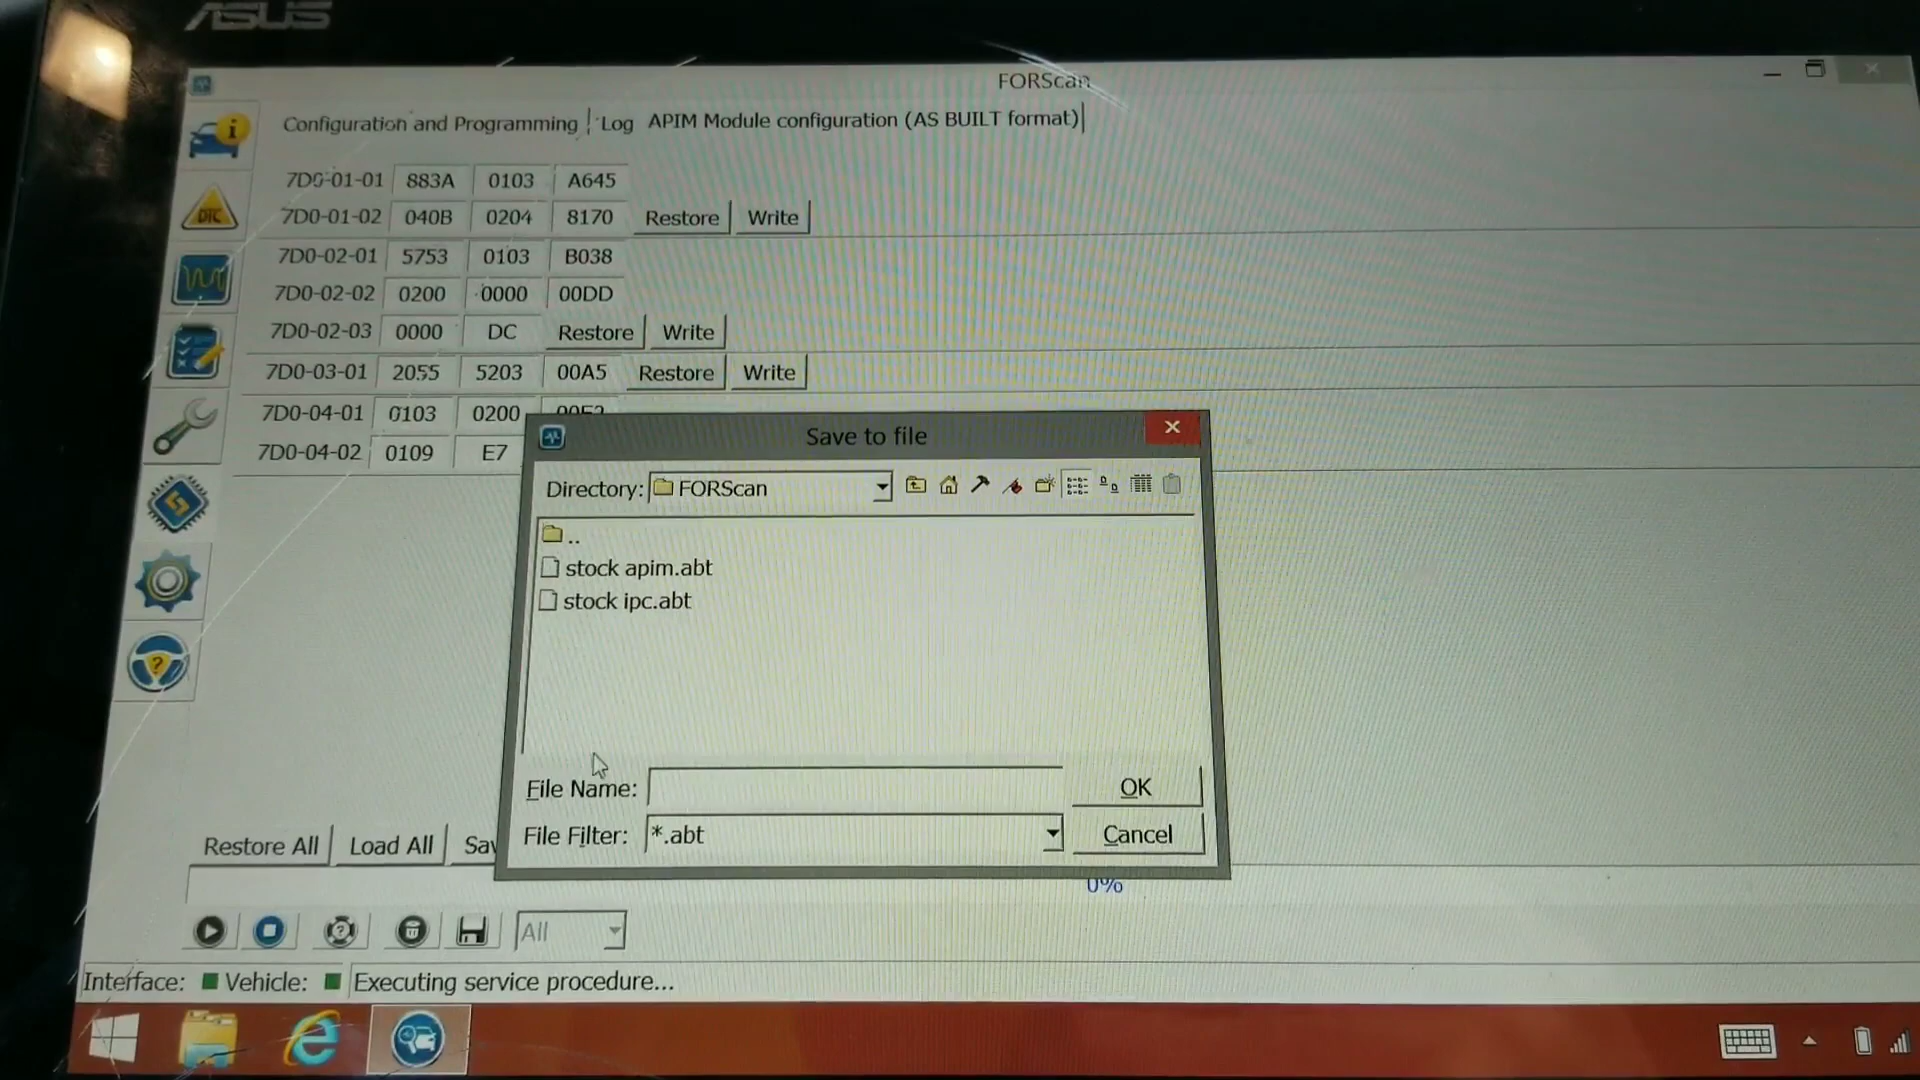 ASUS
FORScan
Configuration and Programming Log APIM Module configuration (AS BUILT format)
7D0-01-01 883A 0103 A645
7D0-01-02 040B 0204 8170 Restore Write
7D0-02-01 5753 0103 B038
7D0-02-02 0200 0000 00DD
7D0-02-03 0000 DC Restore Write
7D0-03-01 2055 5203 00A5 Restore Write
7D0-04-01 0103 0200
7D0-04-02 0109 E7
DTC
Save to file
Directory: FORScan
..
stock apim.abt
stock ipc.abt
File Name: OK
File Filter: *.abt Cancel
Restore All Load All Sav
0%
All
Interface: Vehicle: Executing service procedure...